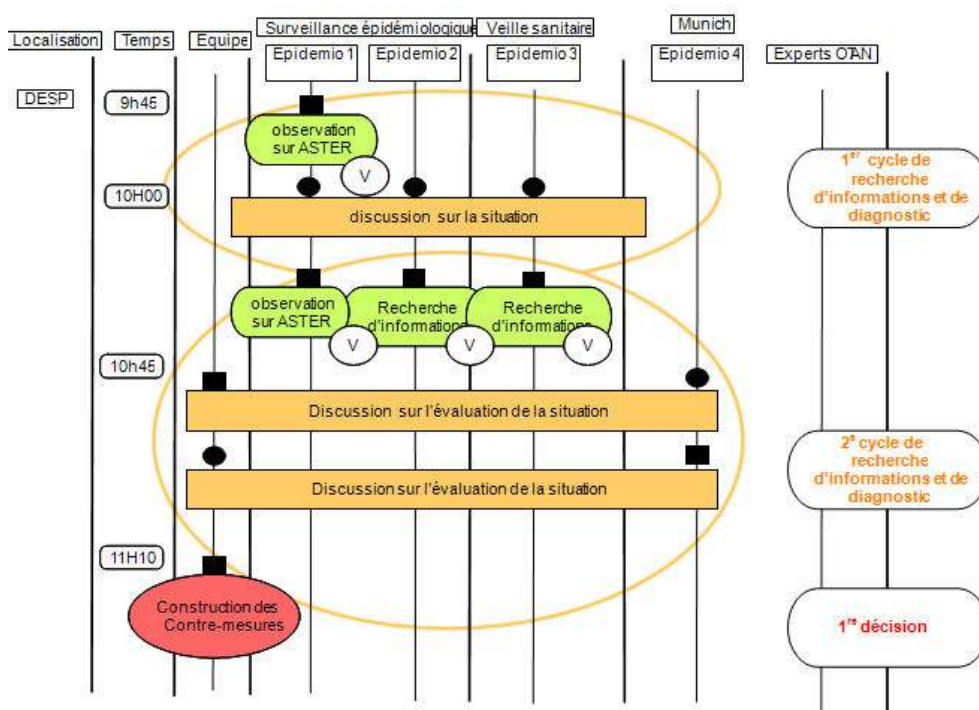 Localisation
Temps
Equipe
Surveillance épidémiologique
Veille sanitaire
Munich
Epidemio 1
Epidemio 2
Epidemio 3
Epidemio 4
Experts OTAN
DESP
9h45
observation
sur ASTER
V
1er cycle de
recherche
d'informations et de
diagnostic
10H00
discussion sur la situation
observation
sur ASTER
V
Recherche
d'informations
V
Recherche
d'informations
V
10h45
Discussion sur l'évaluation de la situation
2e cycle de
recherche
d'informations et de
diagnostic
Discussion sur l'évaluation de la situation
11H10
Construction des
Contre-mesures
1re décision